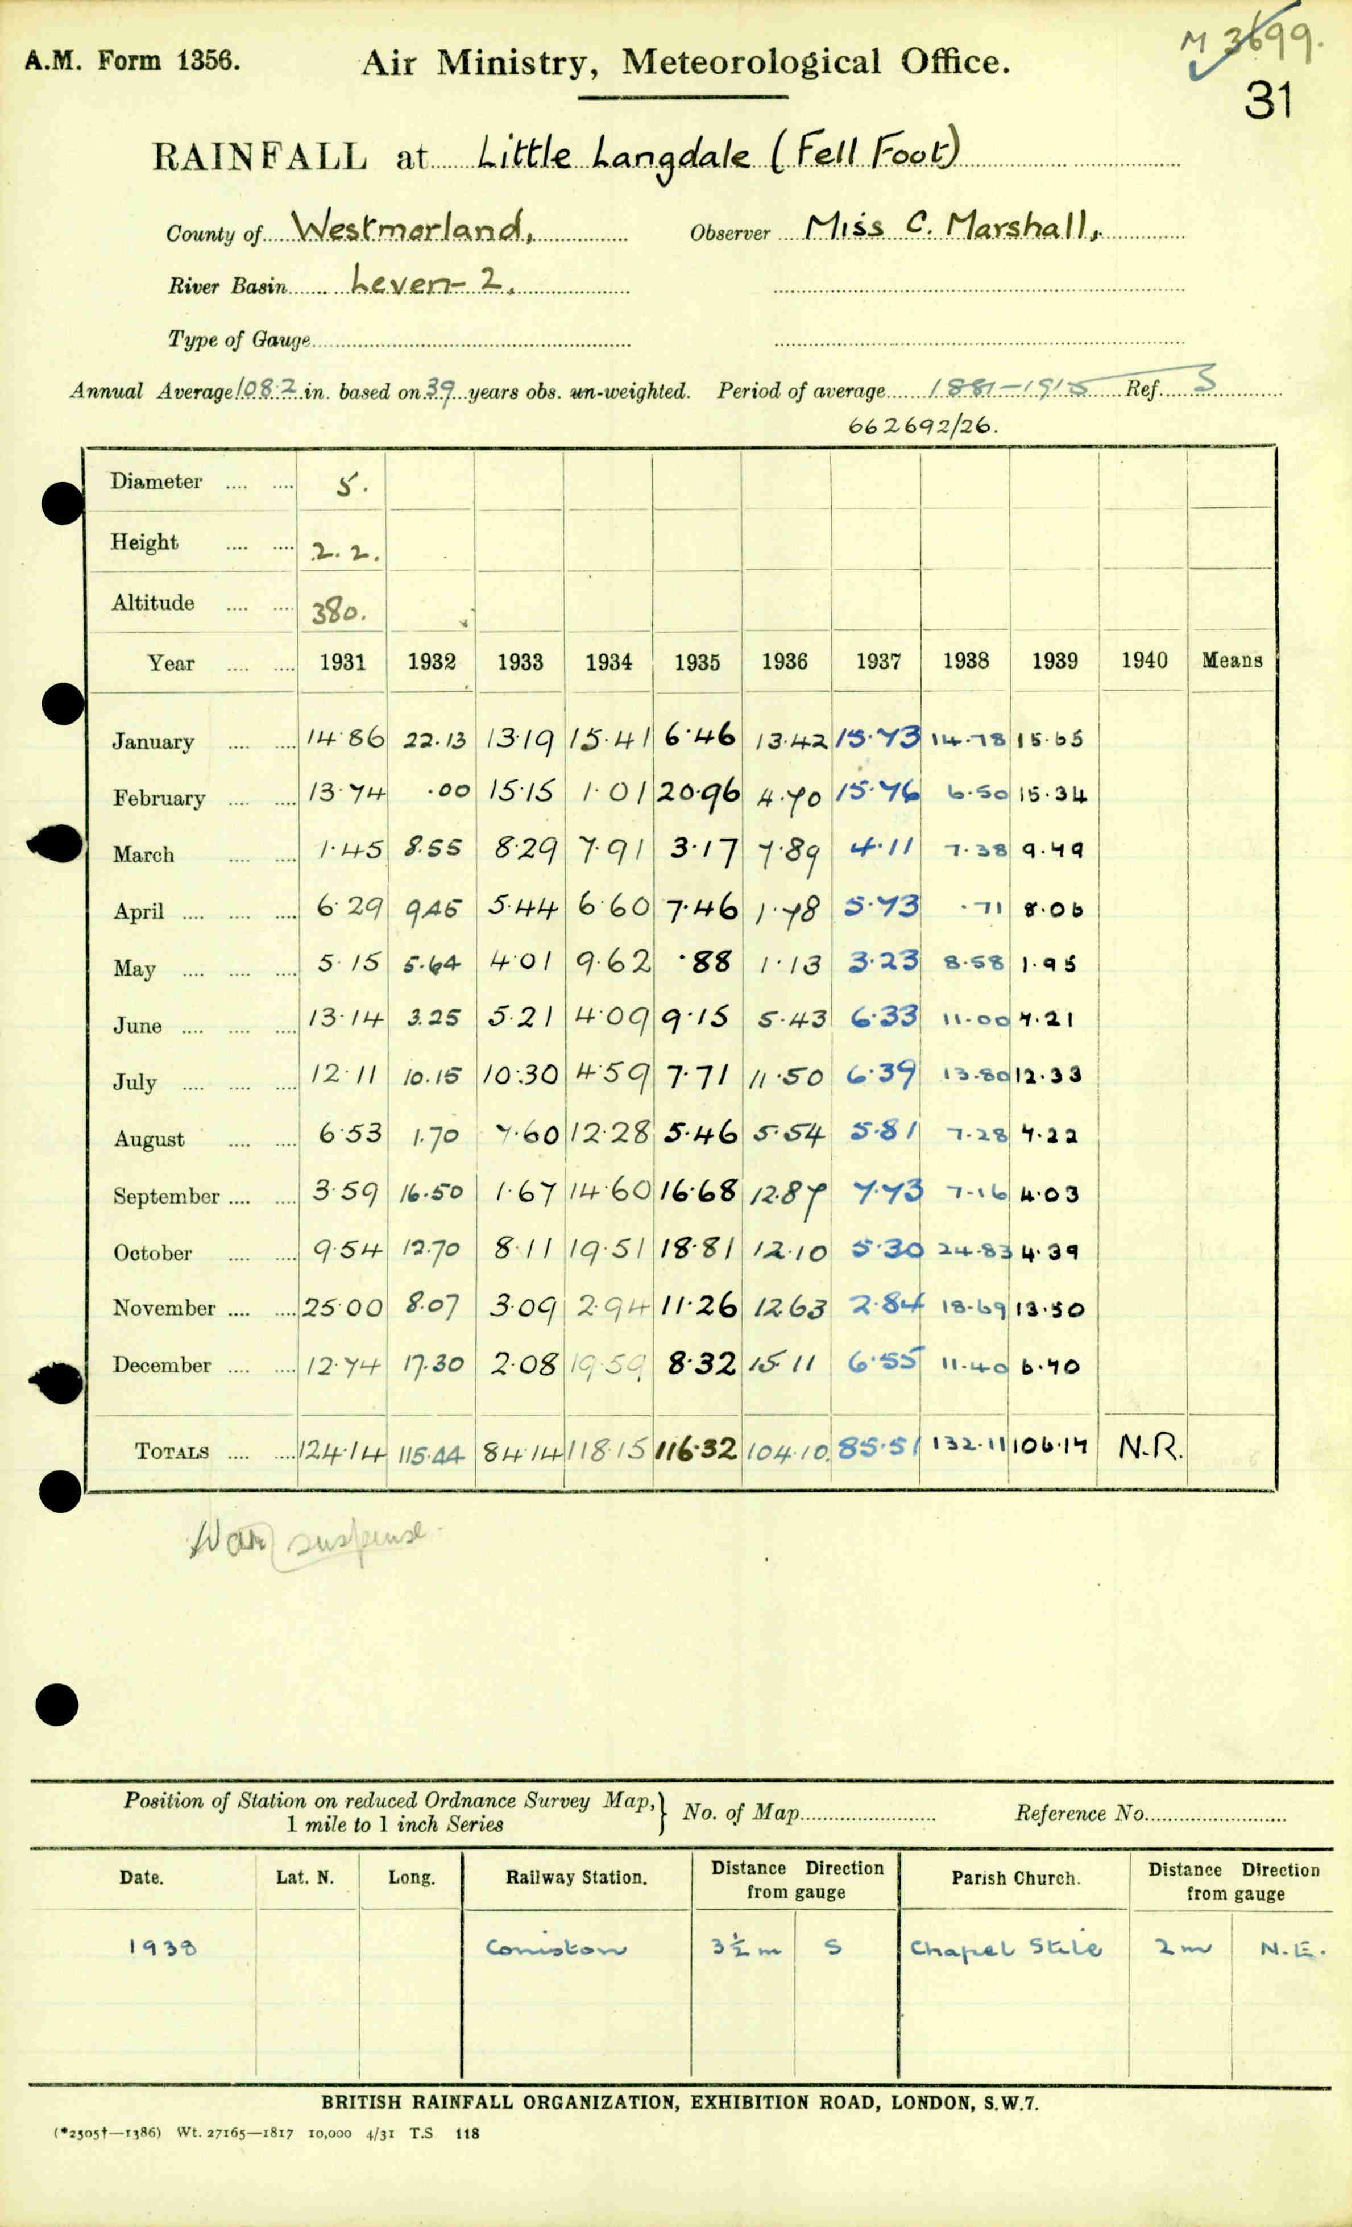 A.M. Form 1356.
Air Ministry, Meteorological Office.
M 3699.
31
RAINFALL at Little Langdale (Fell Foot)
County of Westmorland, Observer Miss C. Marshall,
River Basin Leven-2.
Type of Gauge
Annual Average 108.2 in. based on 39 years obs. un-weighted. Period of average 1881-1915 Ref. S
662692/26.
Diameter 5.
Height 2.2.
Altitude 380.
Year 1931 1932 1933 1934 1935 1936 1937 1938 1939 1940 Means
January 14.86 22.13 13.19 15.41 6.46 13.42 15.73 14.78 15.65
February 13.74 .00 15.15 1.01 20.96 4.70 15.76 6.50 15.34
March 1.45 8.55 8.29 7.91 3.17 7.89 4.11 7.38 9.79
April 6.29 9.45 5.44 6.60 7.46 1.78 5.73 .71 8.06
May 5.15 5.64 4.01 9.62 .88 1.13 3.23 8.58 1.95
June 13.14 3.25 5.21 4.09 9.15 5.43 6.33 11.00 7.21
July 12.11 10.15 10.30 4.59 7.71 11.50 6.39 13.80 12.33
August 6.53 1.70 7.60 12.28 5.46 5.54 5.81 7.28 7.22
September 3.59 16.50 1.67 14.60 16.68 12.87 7.73 7.16 4.03
October 9.54 12.70 8.11 19.51 18.81 12.10 5.30 24.83 4.39
November 25.00 8.07 3.09 2.94 11.26 12.63 2.84 18.69 13.50
December 12.74 17.30 2.08 19.59 8.32 15.11 6.55 11.40 6.70
TOTALS 124.14 115.44 84.14 118.15 116.32 104.10. 85.51 132.11 106.17 N.R.
War suspense.
Position of Station on reduced Ordnance Survey Map, } No. of Map Reference No.
1 mile to 1 inch Series
Date. Lat. N. Long. Railway Station. Distance Direction from gauge Parish Church. Distance Direction from gauge
1938 Coniston 3½ m S Chapel Stile 2m N.E.
BRITISH RAINFALL ORGANIZATION, EXHIBITION ROAD, LONDON, S.W.7.
(*2505†—1386) Wt. 27165—1817 10,000 4/31 T.S 118